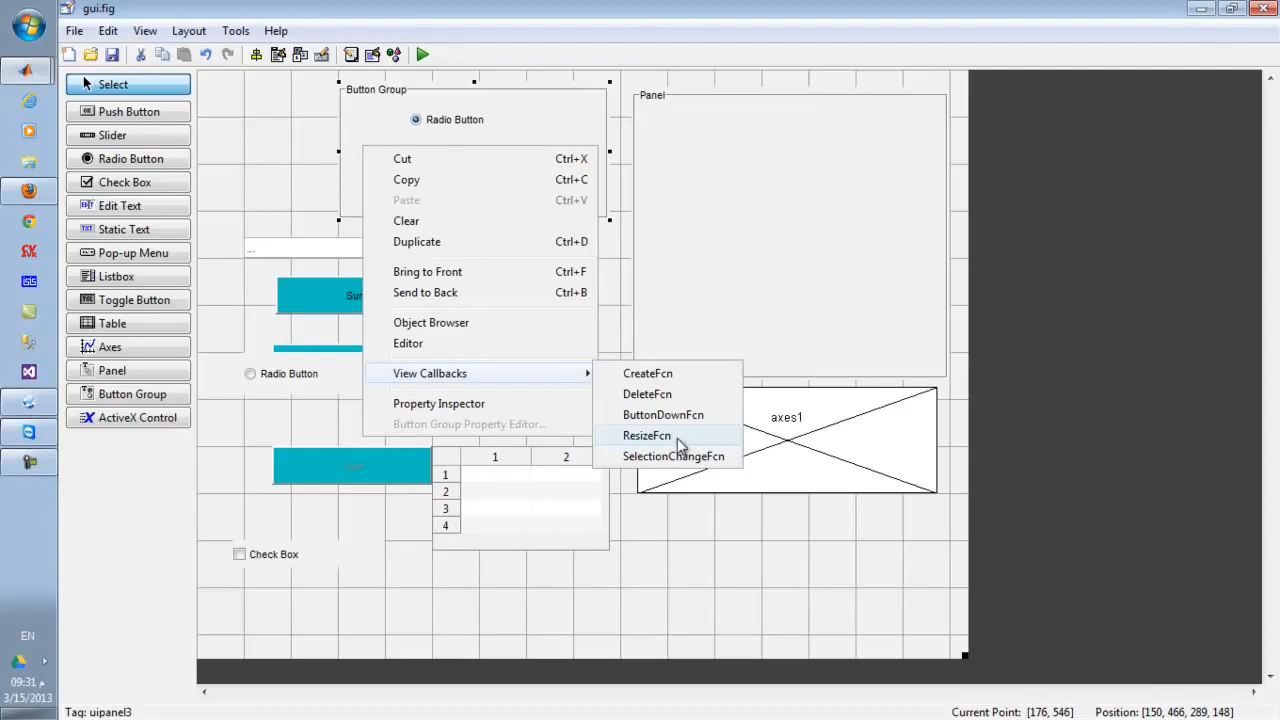 gui.fig
File Edit View Layout Tools Help
Select
Push Button
Slider
Radio Button
Check Box
Edit Text
Static Text
Pop-up Menu
Listbox
Toggle Button
Table
Axes
Panel
Button Group
ActiveX Control
Button Group
Radio Button
Panel
...
Radio Button
Check Box
1 2
1
2
3
4
axes1
Cut Ctrl+X
Copy Ctrl+C
Paste Ctrl+V
Clear
Duplicate Ctrl+D
Bring to Front Ctrl+F
Send to Back Ctrl+B
Object Browser
Editor
View Callbacks
Property Inspector
Button Group Property Editor...
CreateFcn
DeleteFcn
ButtonDownFcn
ResizeFcn
SelectionChangeFcn
EN
09:31 م
3/15/2013
Tag: uipanel3
Current Point: [176, 546] Position: [150, 466, 289, 148]